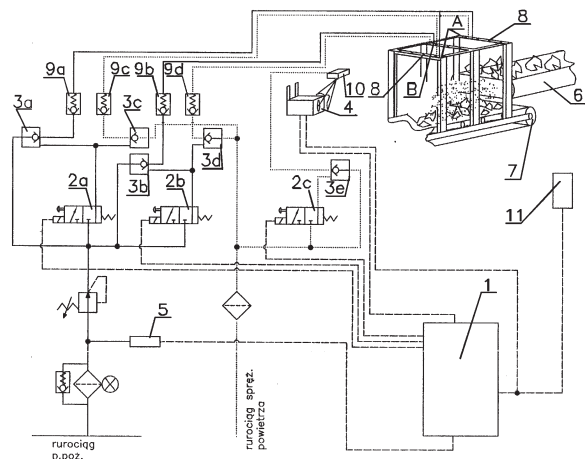 A
8
9a
9c
9b
9d
10
3a
3c
4
8
B
6
3b
3d
3e
7
2a
2b
2c
11
1
5
rurociąg spręż.
powietrza
rurociąg
p.poż.